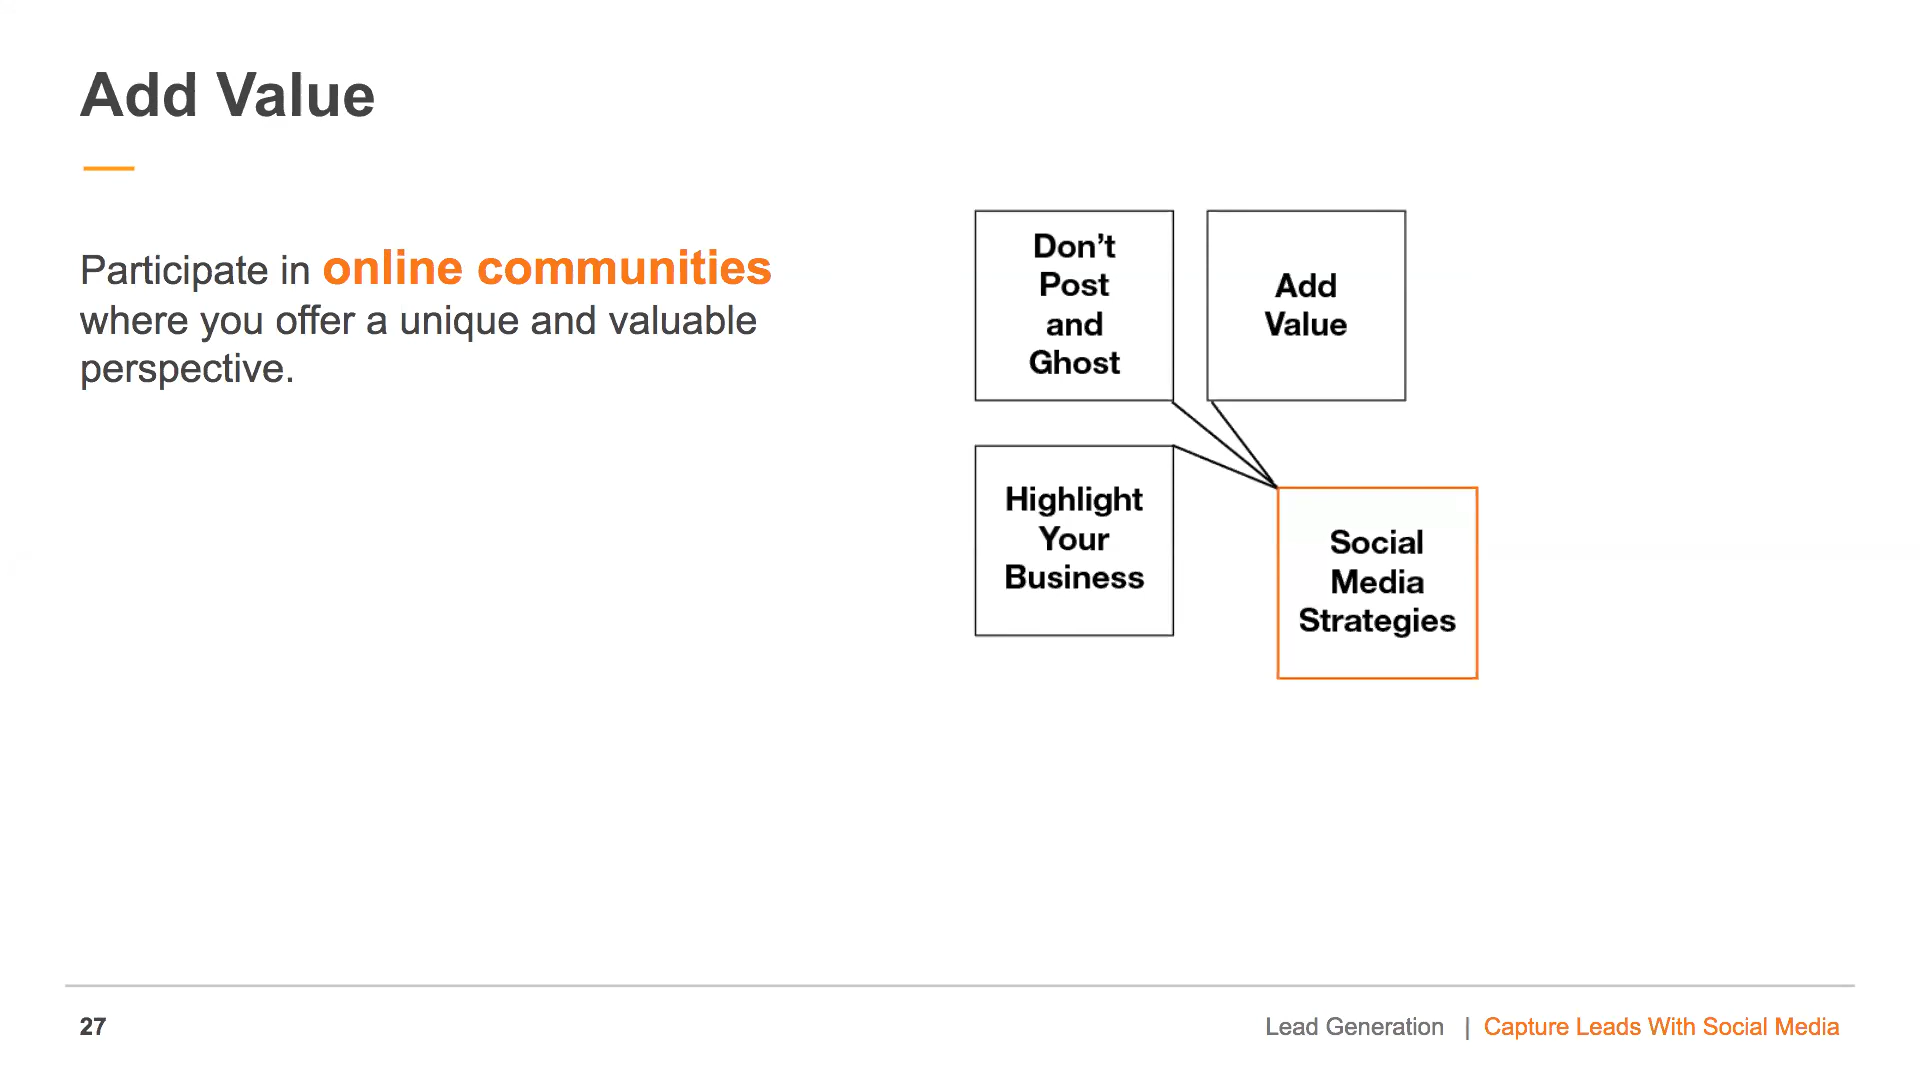 Add Value
Participate in online communities
where you offer a unique and valuable
perspective.
Don’t
Post
and
Ghost
Add
Value
Highlight
Your
Business
Social
Media
Strategies
27
Lead Generation | Capture Leads With Social Media